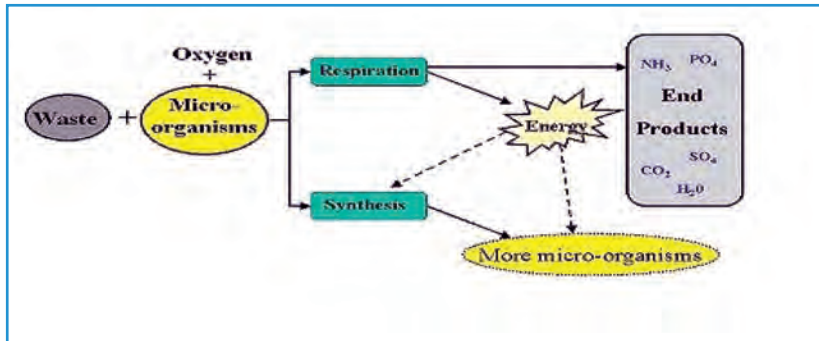 Oxygen
+
Waste + Micro-
organisms
Respiration
Energy
Synthesis
More micro-organisms
NH₃ PO₄
End
Products
SO₄
CO₂
H₂0